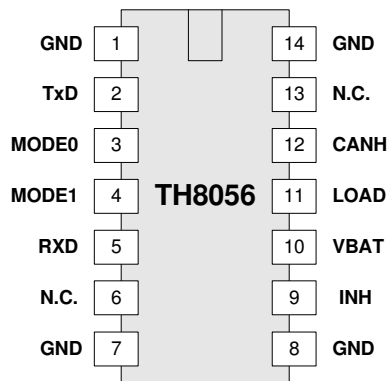 GND 1 14 GND
TxD 2 13 N.C.
MODE0 3 12 CANH
MODE1 4 TH8056 11 LOAD
RXD 5 10 VBAT
N.C. 6 9 INH
GND 7 8 GND